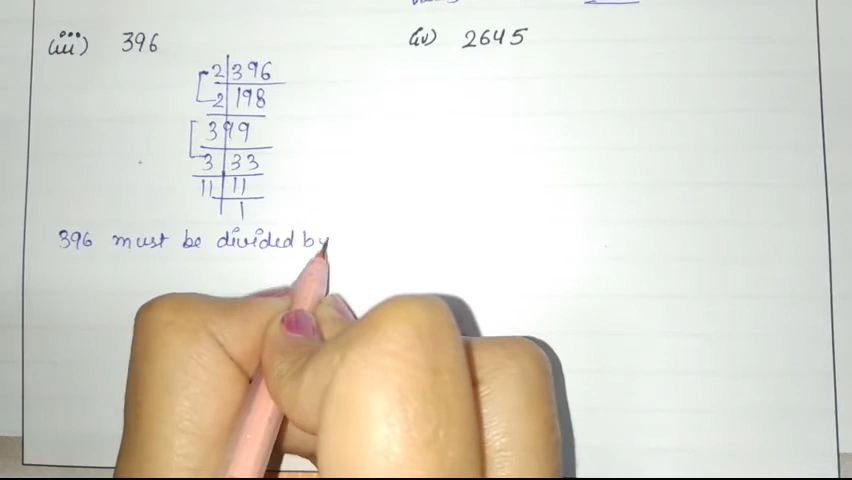 (iii) 396
(iv) 2645
2 396
2 198
3 99
3 33
11 11
1
396 must be divided by